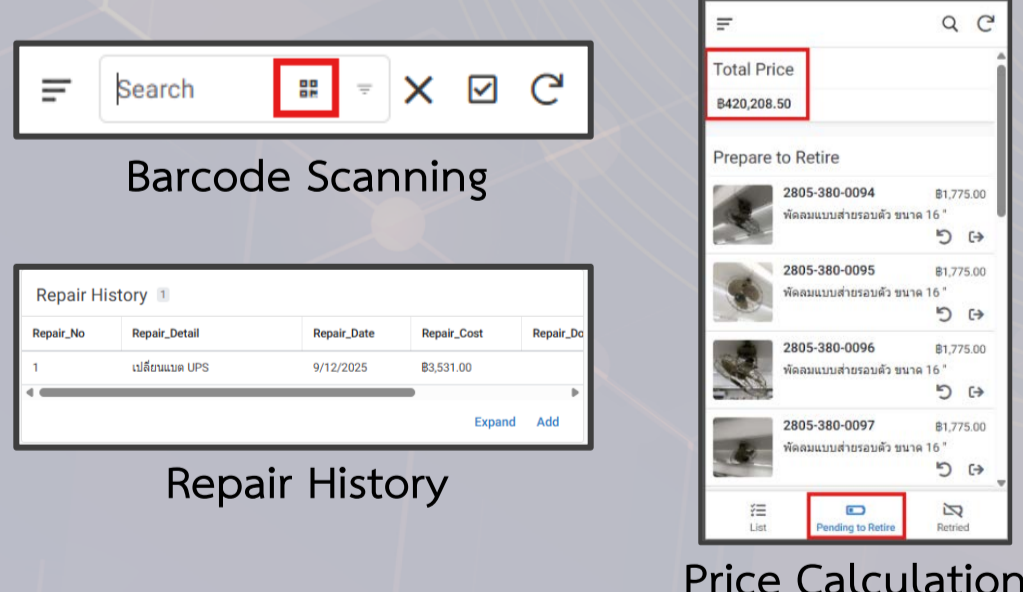 Search
Barcode Scanning
Repair History 1
Repair_No Repair_Detail Repair_Date Repair_Cost Repair_Do
1 เปลี่ยนแบต UPS 9/12/2025 ฿3,531.00
Expand Add
Repair History
Total Price
฿420,208.50
Prepare to Retire
2805-380-0094 ฿1,775.00
พัดลมแบบส่ายรอบตัว ขนาด 16 "
2805-380-0095 ฿1,775.00
พัดลมแบบส่ายรอบตัว ขนาด 16 "
2805-380-0096 ฿1,775.00
พัดลมแบบส่ายรอบตัว ขนาด 16 "
2805-380-0097 ฿1,775.00
พัดลมแบบส่ายรอบตัว ขนาด 16 "
List Pending to Retire Retried
Price Calculation